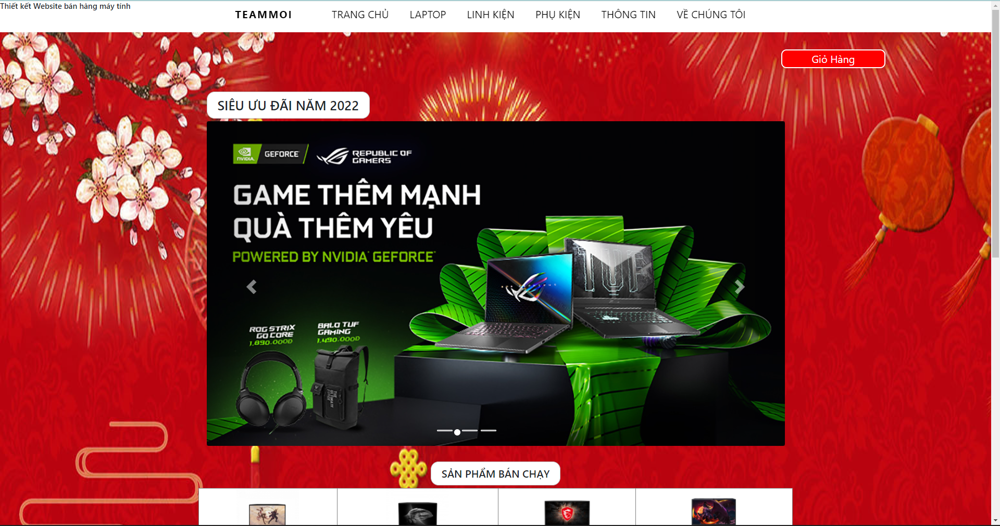 Thiết kết Website bán hàng máy tính
TEAMMOI TRANG CHỦ LAPTOP LINH KIỆN PHỤ KIỆN THÔNG TIN VỀ CHÚNG TÔI
Giỏ Hàng
SIÊU ƯU ĐÃI NĂM 2022
NVIDIA. GEFORCE REPUBLIC OF
GAMERS
GAME THÊM MẠNH
QUÀ THÊM YÊU
POWERED BY NVIDIA GEFORCE
TUF
ROG STRIX
GO CORE
1.890.000Đ
BALO TUF
GAMING
1.490.000Đ
SẢN PHẨM BÁN CHẠY